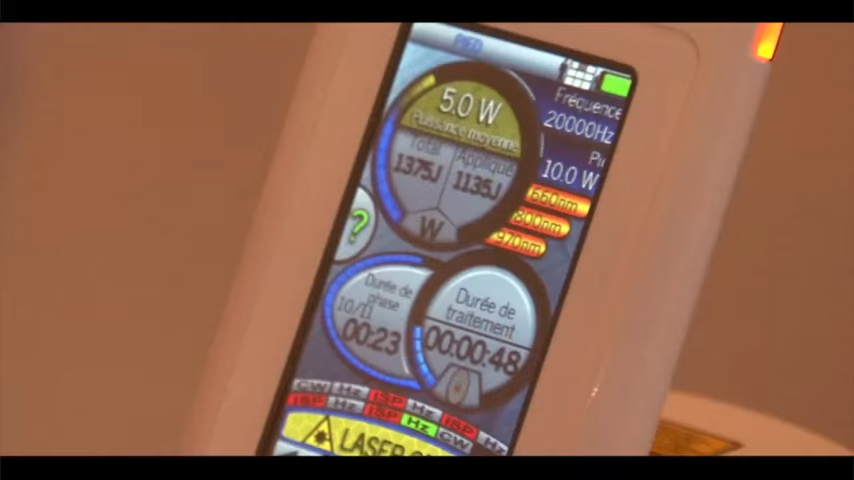 PIED
Fréquence
20000Hz
5.0 W
Puissance moyenne
10.0 W
Total
1375J
Appliqué
1135J
W
660nm
800nm
970nm
?
Durée de
phase
10/11
00:23
Durée de
traitement
00:00:48
CW Hz ISP Hz ISP Hz
ISP Hz ISP Hz CW
LASER